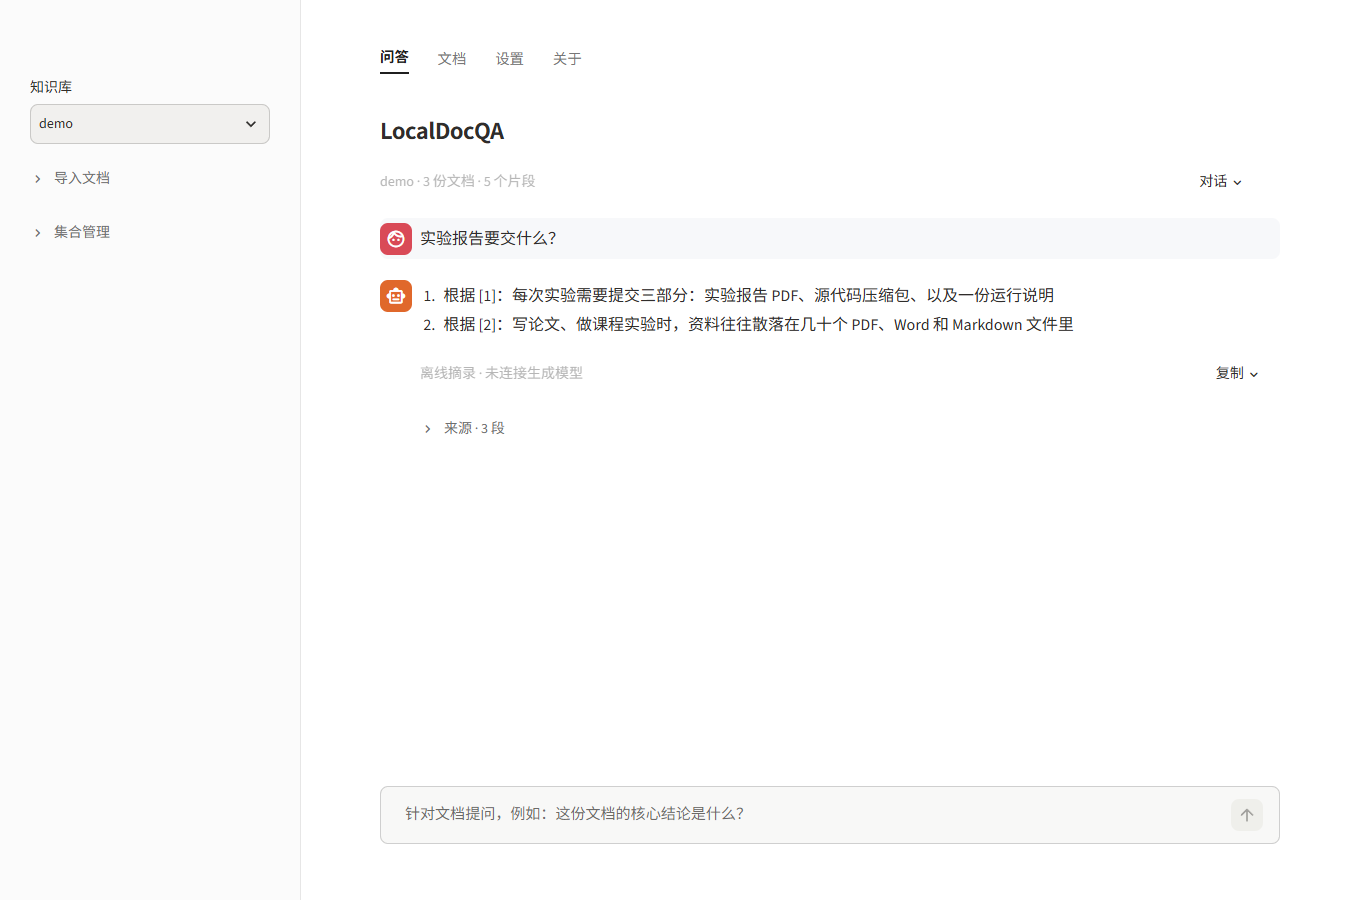 知识库
demo
导入文档
集合管理
问答 文档 设置 关于
LocalDocQA
demo · 3 份文档 · 5 个片段 对话
实验报告要交什么？
1. 根据 [1]：每次实验需要提交三部分：实验报告 PDF、源代码压缩包、以及一份运行说明
2. 根据 [2]：写论文、做课程实验时，资料往往散落在几十个 PDF、Word 和 Markdown 文件里
离线摘录 · 未连接生成模型 复制
来源 · 3 段
针对文档提问，例如：这份文档的核心结论是什么？